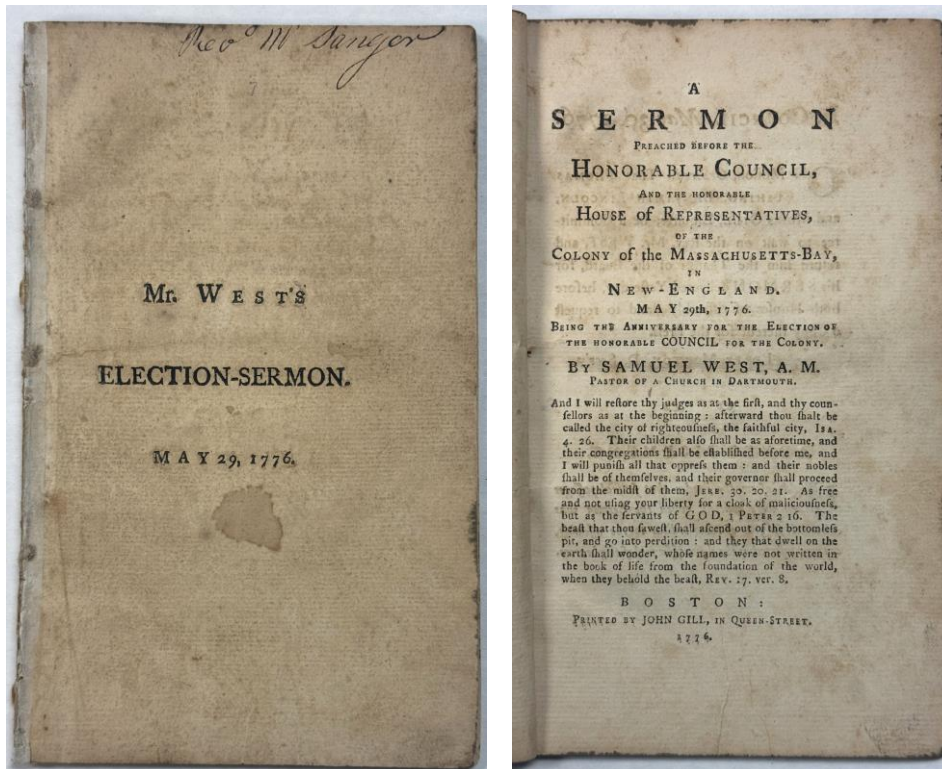 Revd Mr Sanger
Mr. WEST'S
ELECTION-SERMON.
MAY 29, 1776.
A
SERMON
PREACHED BEFORE THE
HONORABLE COUNCIL,
AND THE HONORABLE
HOUSE of REPRESENTATIVES,
OF THE
COLONY of the MASSACHUSETTS-BAY,
IN
NEW-ENGLAND.
MAY 29th, 1776.
BEING THE ANNIVERSARY FOR THE ELECTION OF
THE HONORABLE COUNCIL FOR THE COLONY.
BY SAMUEL WEST, A. M.
PASTOR OF A CHURCH IN DARTMOUTH.
And I will reſtore thy judges as at the firſt, and thy coun-
ſellors as at the beginning : afterward thou ſhalt be
called the city of righteouſneſs, the faithful city, ISA.
4. 26. Their children alſo ſhall be as aforetime, and
their congregations ſhall be eſtabliſhed before me, and
I will puniſh all that oppreſs them : and their nobles
ſhall be of themſelves, and their governor ſhall proceed
from the midſt of them, JERE. 30. 20. 21. As free
and not uſing your liberty for a cloak of maliciouſneſs,
but as the ſervants of GOD, 1 PETER 2 16. The
beaſt that thou ſaweſt, ſhall aſcend out of the bottomleſs
pit, and go into perdition : and they that dwell on the
earth ſhall wonder, whoſe names were not written in
the book of life from the foundation of the world,
when they behold the beaſt, REV. 17. ver. 8.
BOSTON:
PRINTED BY JOHN GILL, IN QUEEN-STREET.
1776.